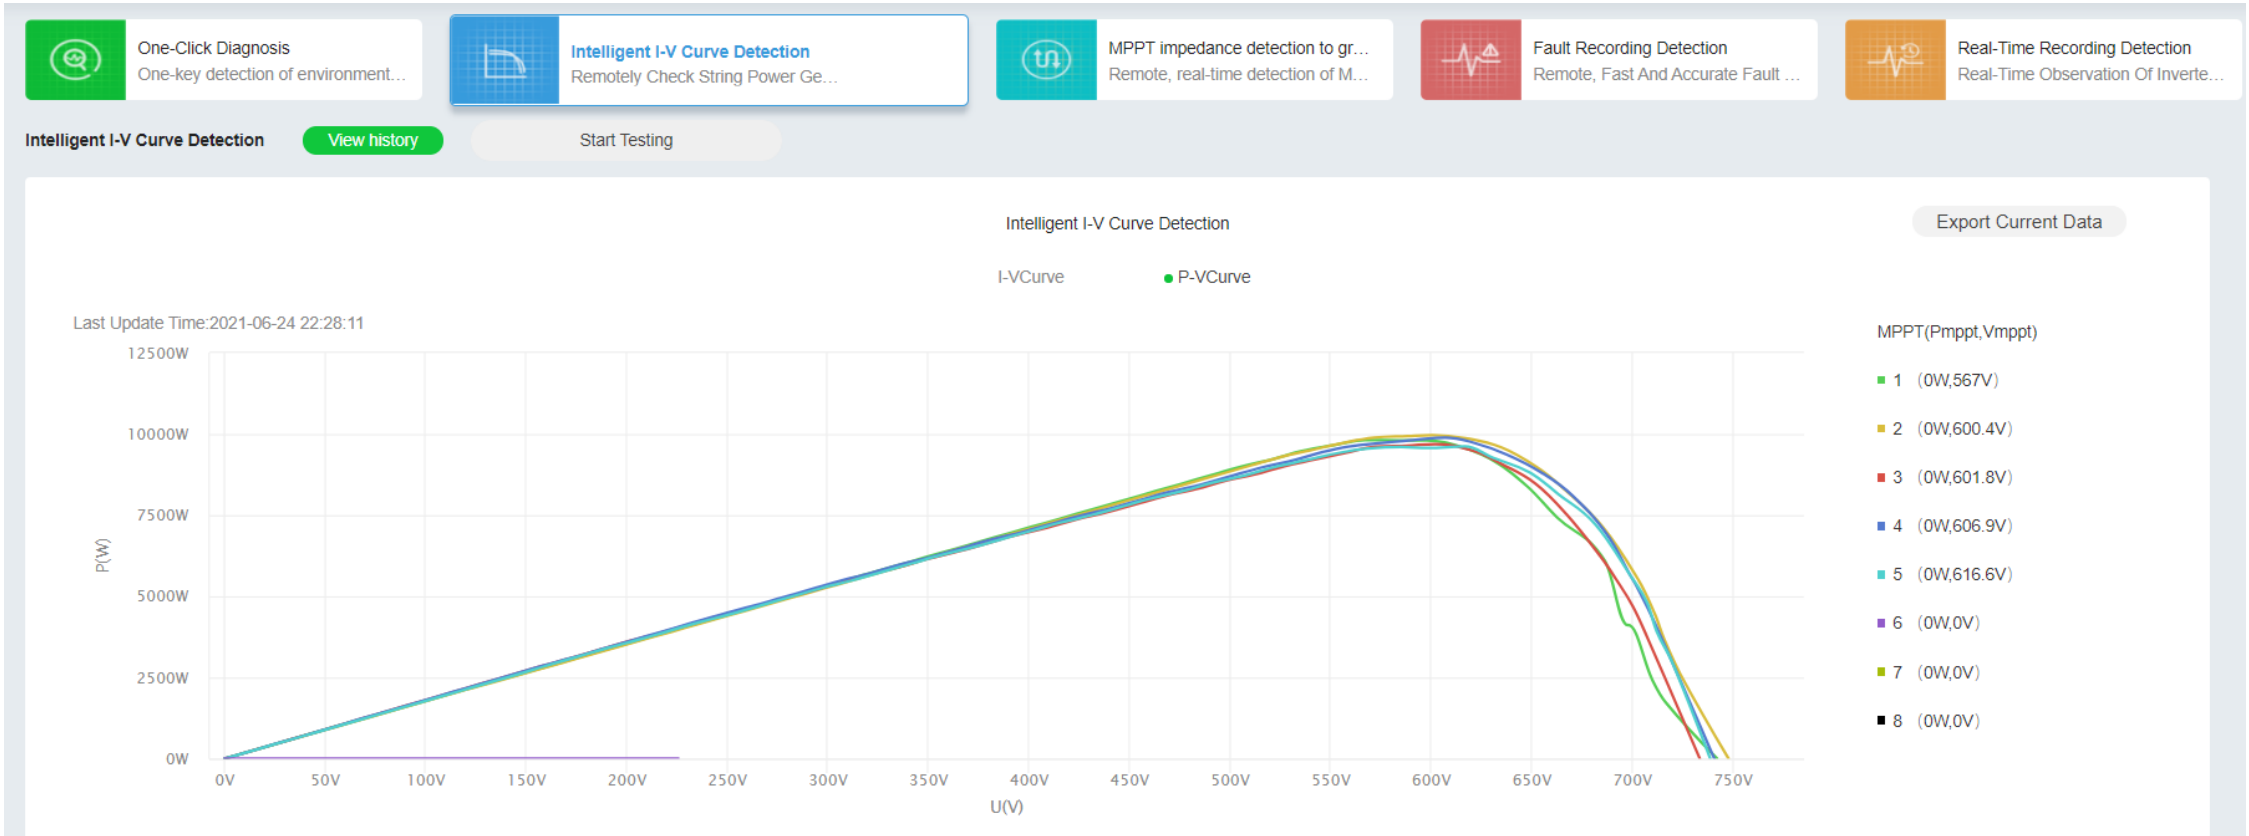 One-Click Diagnosis
One-key detection of environment...
Intelligent I-V Curve Detection
Remotely Check String Power Ge...
MPPT impedance detection to gr...
Remote, real-time detection of M...
Fault Recording Detection
Remote, Fast And Accurate Fault ...
Real-Time Recording Detection
Real-Time Observation Of Inverte...
Intelligent I-V Curve Detection
View history
Start Testing
Intelligent I-V Curve Detection
Export Current Data
I-VCurve
P-VCurve
Last Update Time:2021-06-24 22:28:11
MPPT(Pmppt,Vmppt)
1 (0W,567V)
2 (0W,600.4V)
3 (0W,601.8V)
4 (0W,606.9V)
5 (0W,616.6V)
6 (0W,0V)
7 (0W,0V)
8 (0W,0V)
12500W
10000W
7500W
5000W
2500W
0W
P(W)
0V 50V 100V 150V 200V 250V 300V 350V 400V 450V 500V 550V 600V 650V 700V 750V
U(V)